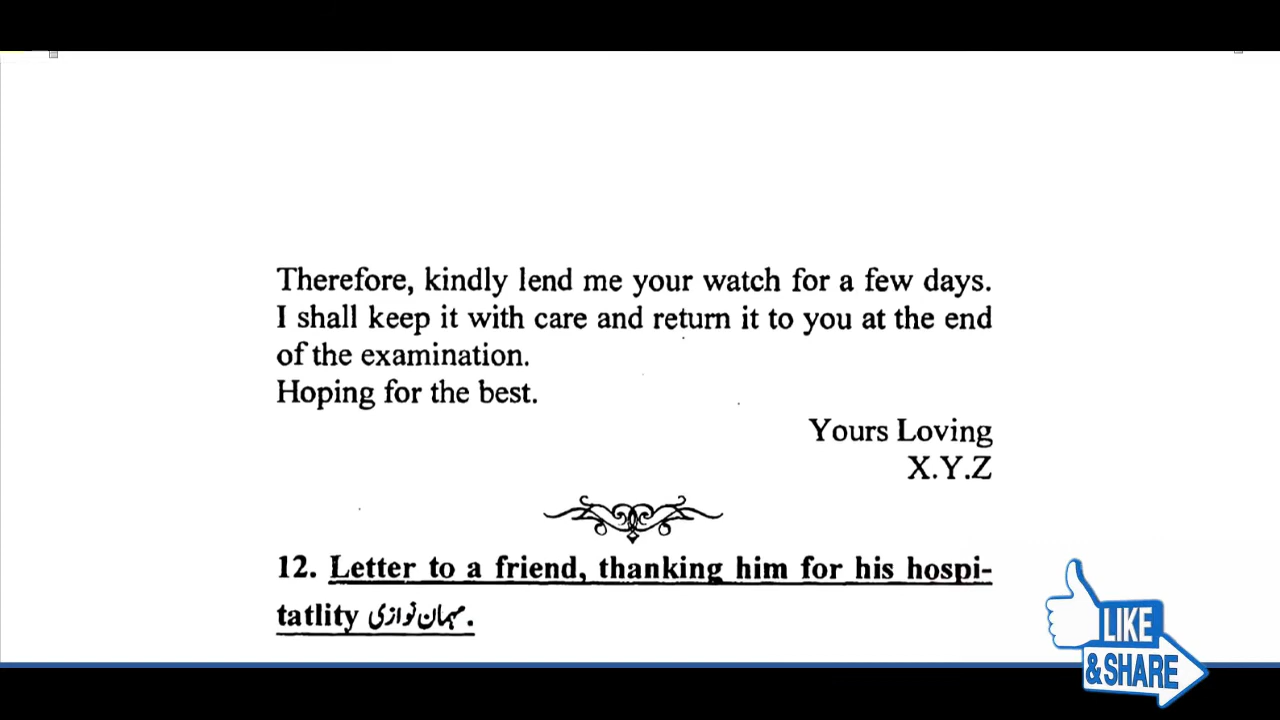 Therefore, kindly lend me your watch for a few days.
I shall keep it with care and return it to you at the end
of the examination.
Hoping for the best.
Yours Loving
X.Y.Z
12. Letter to a friend, thanking him for his hospi-
tatlity مہمان نوازی.
LIKE
& SHARE